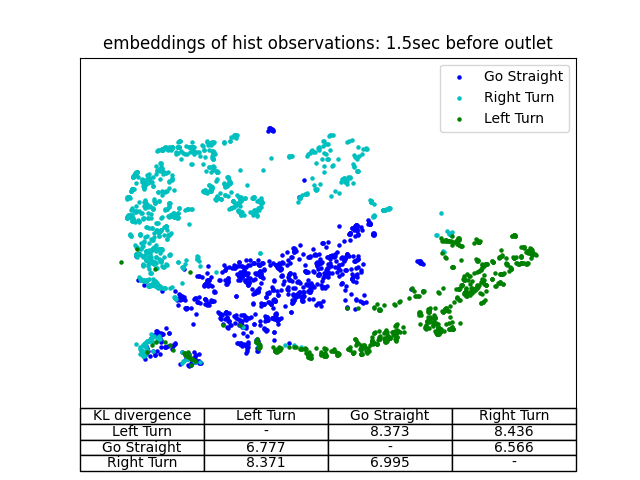 embeddings of hist observations: 1.5sec before outlet
Go Straight
Right Turn
Left Turn
KL divergence Left Turn Go Straight Right Turn
Left Turn - 8.373 8.436
Go Straight 6.777 - 6.566
Right Turn 8.371 6.995 -